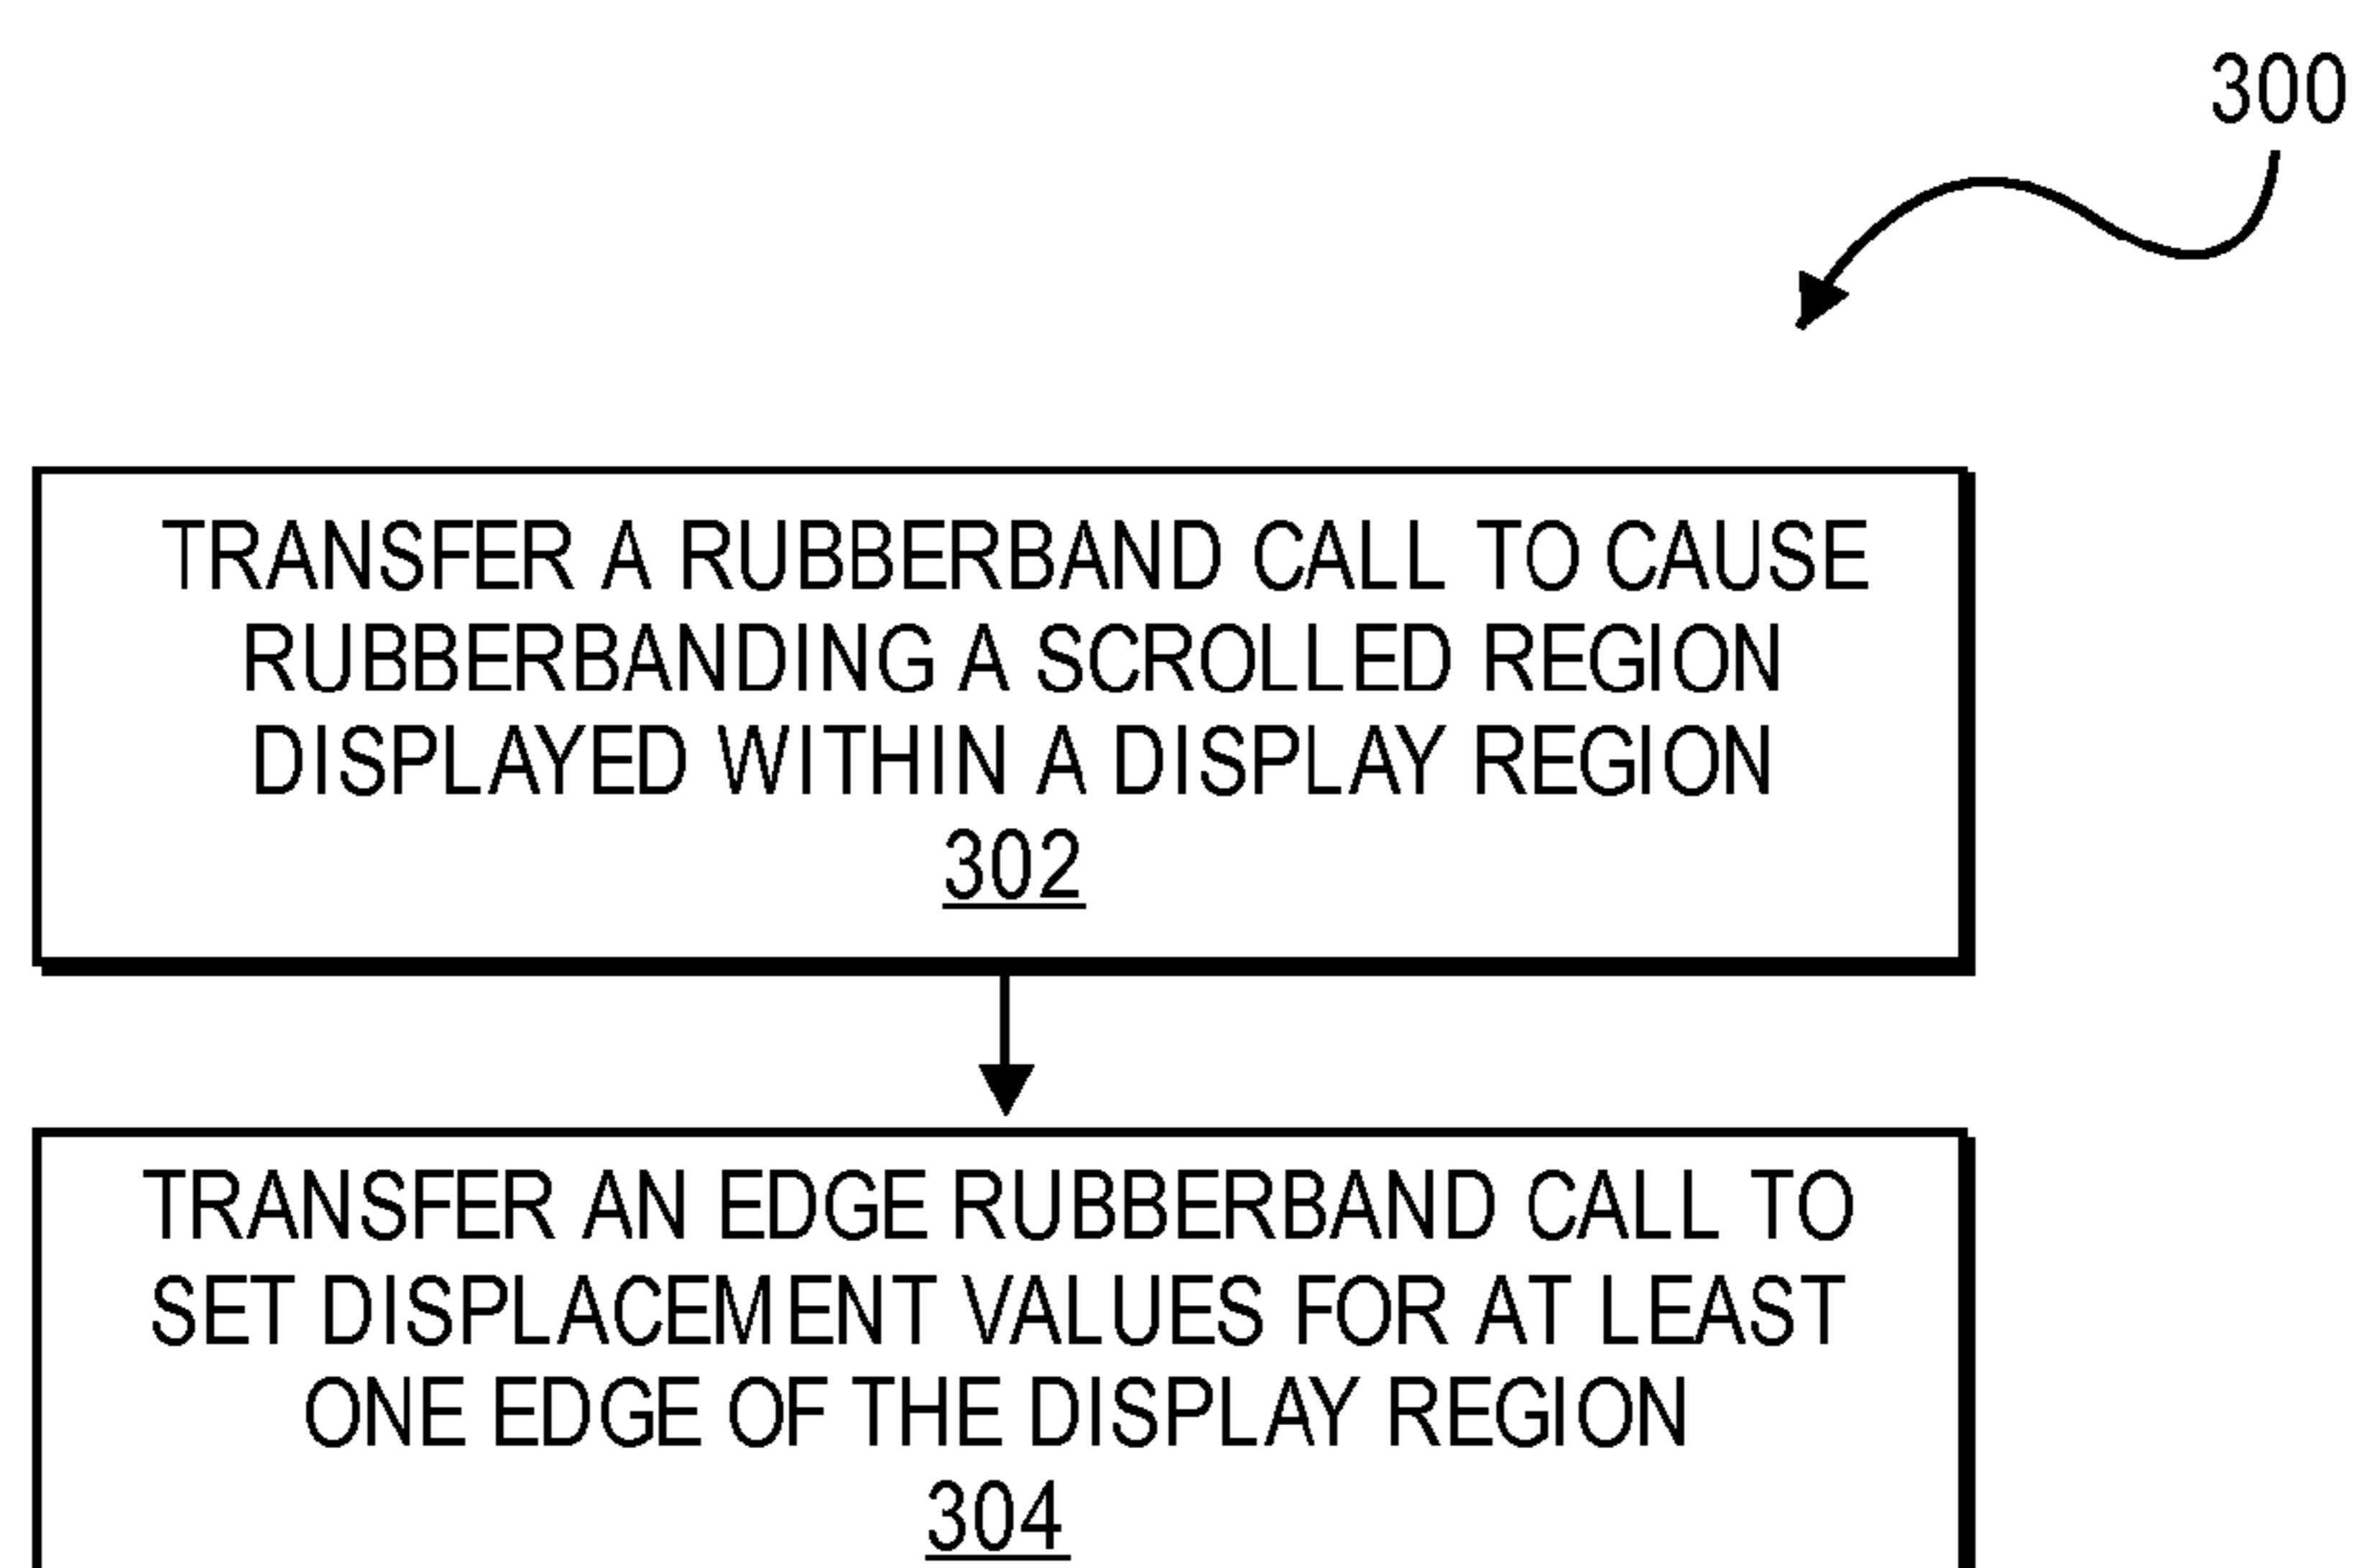 300
TRANSFER A RUBBERBAND CALL TO CAUSE
RUBBERBANDING A SCROLLED REGION
DISPLAYED WITHIN A DISPLAY REGION
302
TRANSFER AN EDGE RUBBERBAND CALL TO
SET DISPLACEMENT VALUES FOR AT LEAST
ONE EDGE OF THE DISPLAY REGION
304